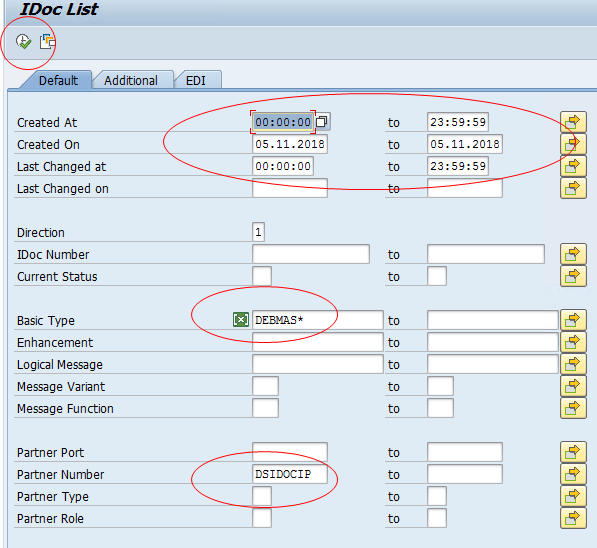 IDoc List
Default Additional EDI
Created At 00:00:00 to 23:59:59
Created On 05.11.2018 to 05.11.2018
Last Changed at 00:00:00 to 23:59:59
Last Changed on to
Direction 1
IDoc Number to
Current Status to
Basic Type DEBMAS* to
Enhancement to
Logical Message to
Message Variant to
Message Function to
Partner Port to
Partner Number DSIDOCIP to
Partner Type to
Partner Role to